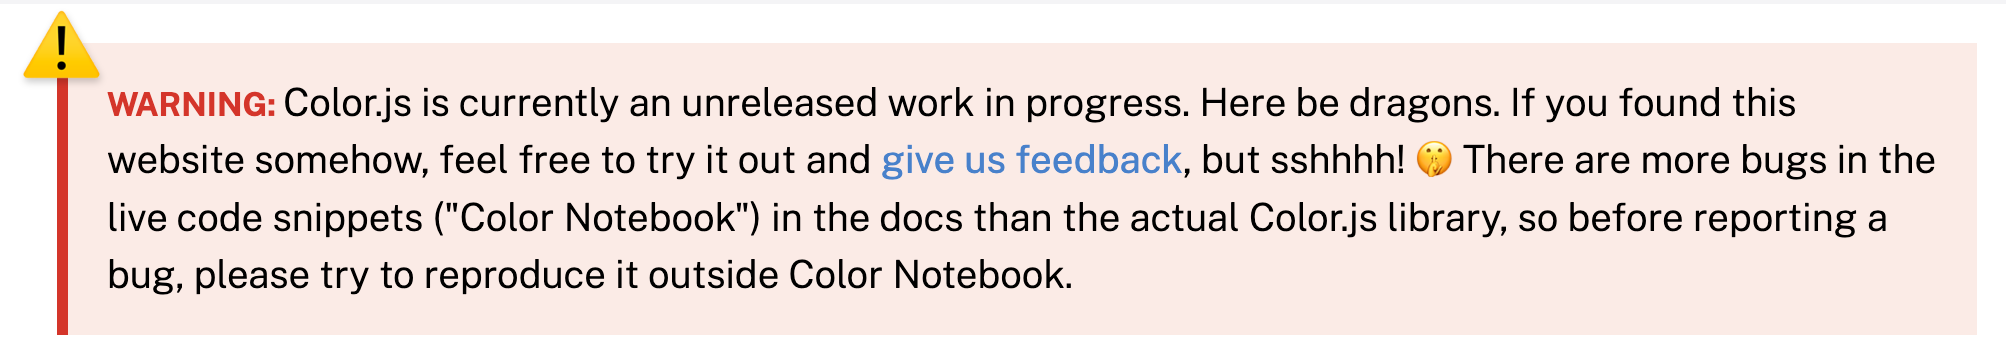 WARNING: Color.js is currently an unreleased work in progress. Here be dragons. If you found this
website somehow, feel free to try it out and give us feedback, but sshhhh! 🤫 There are more bugs in the
live code snippets ("Color Notebook") in the docs than the actual Color.js library, so before reporting a
bug, please try to reproduce it outside Color Notebook.